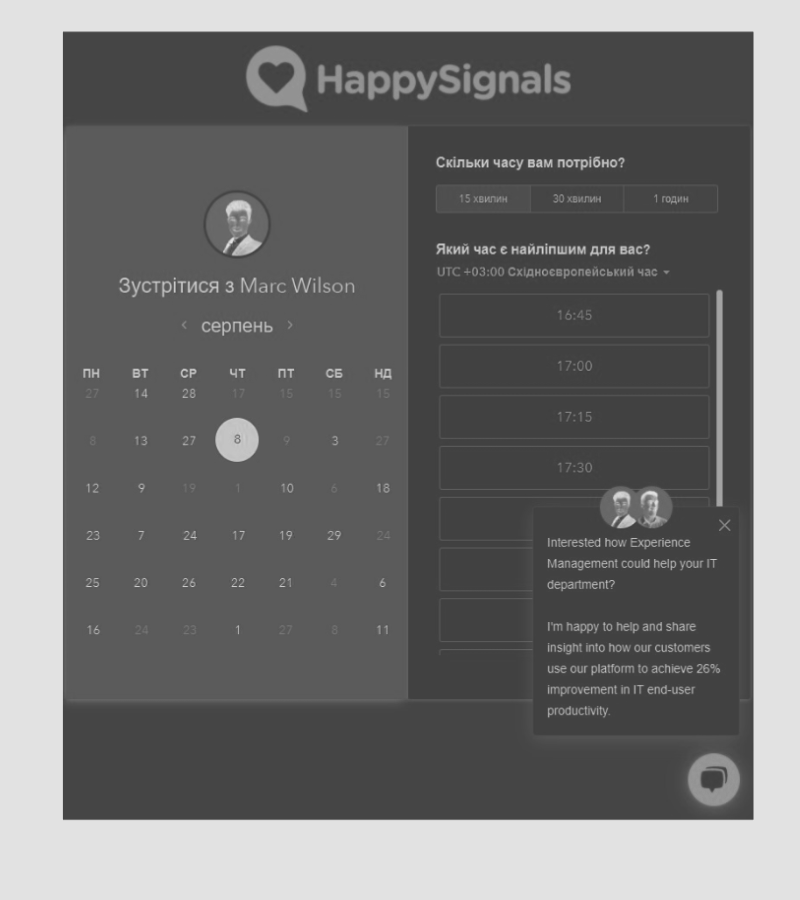 HappySignals
Зустрітися з Marc Wilson
серпень
ПН ВТ СР ЧТ ПТ СБ НД
27 14 28 17 15 15 15
8 13 27 8 9 3 27
12 9 19 1 10 6 18
23 7 24 17 19 29 24
25 20 26 22 21 4 6
16 24 23 1 27 8 11
Скільки часу вам потрібно?
15 хвилин 30 хвилин 1 годин
Який час є найліпшим для вас?
UTC +03:00 Східноєвропейський час
16:45
17:00
17:15
17:30
Interested how Experience
Management could help your IT
department?
I'm happy to help and share
insight into how our customers
use our platform to achieve 26%
improvement in IT end-user
productivity.